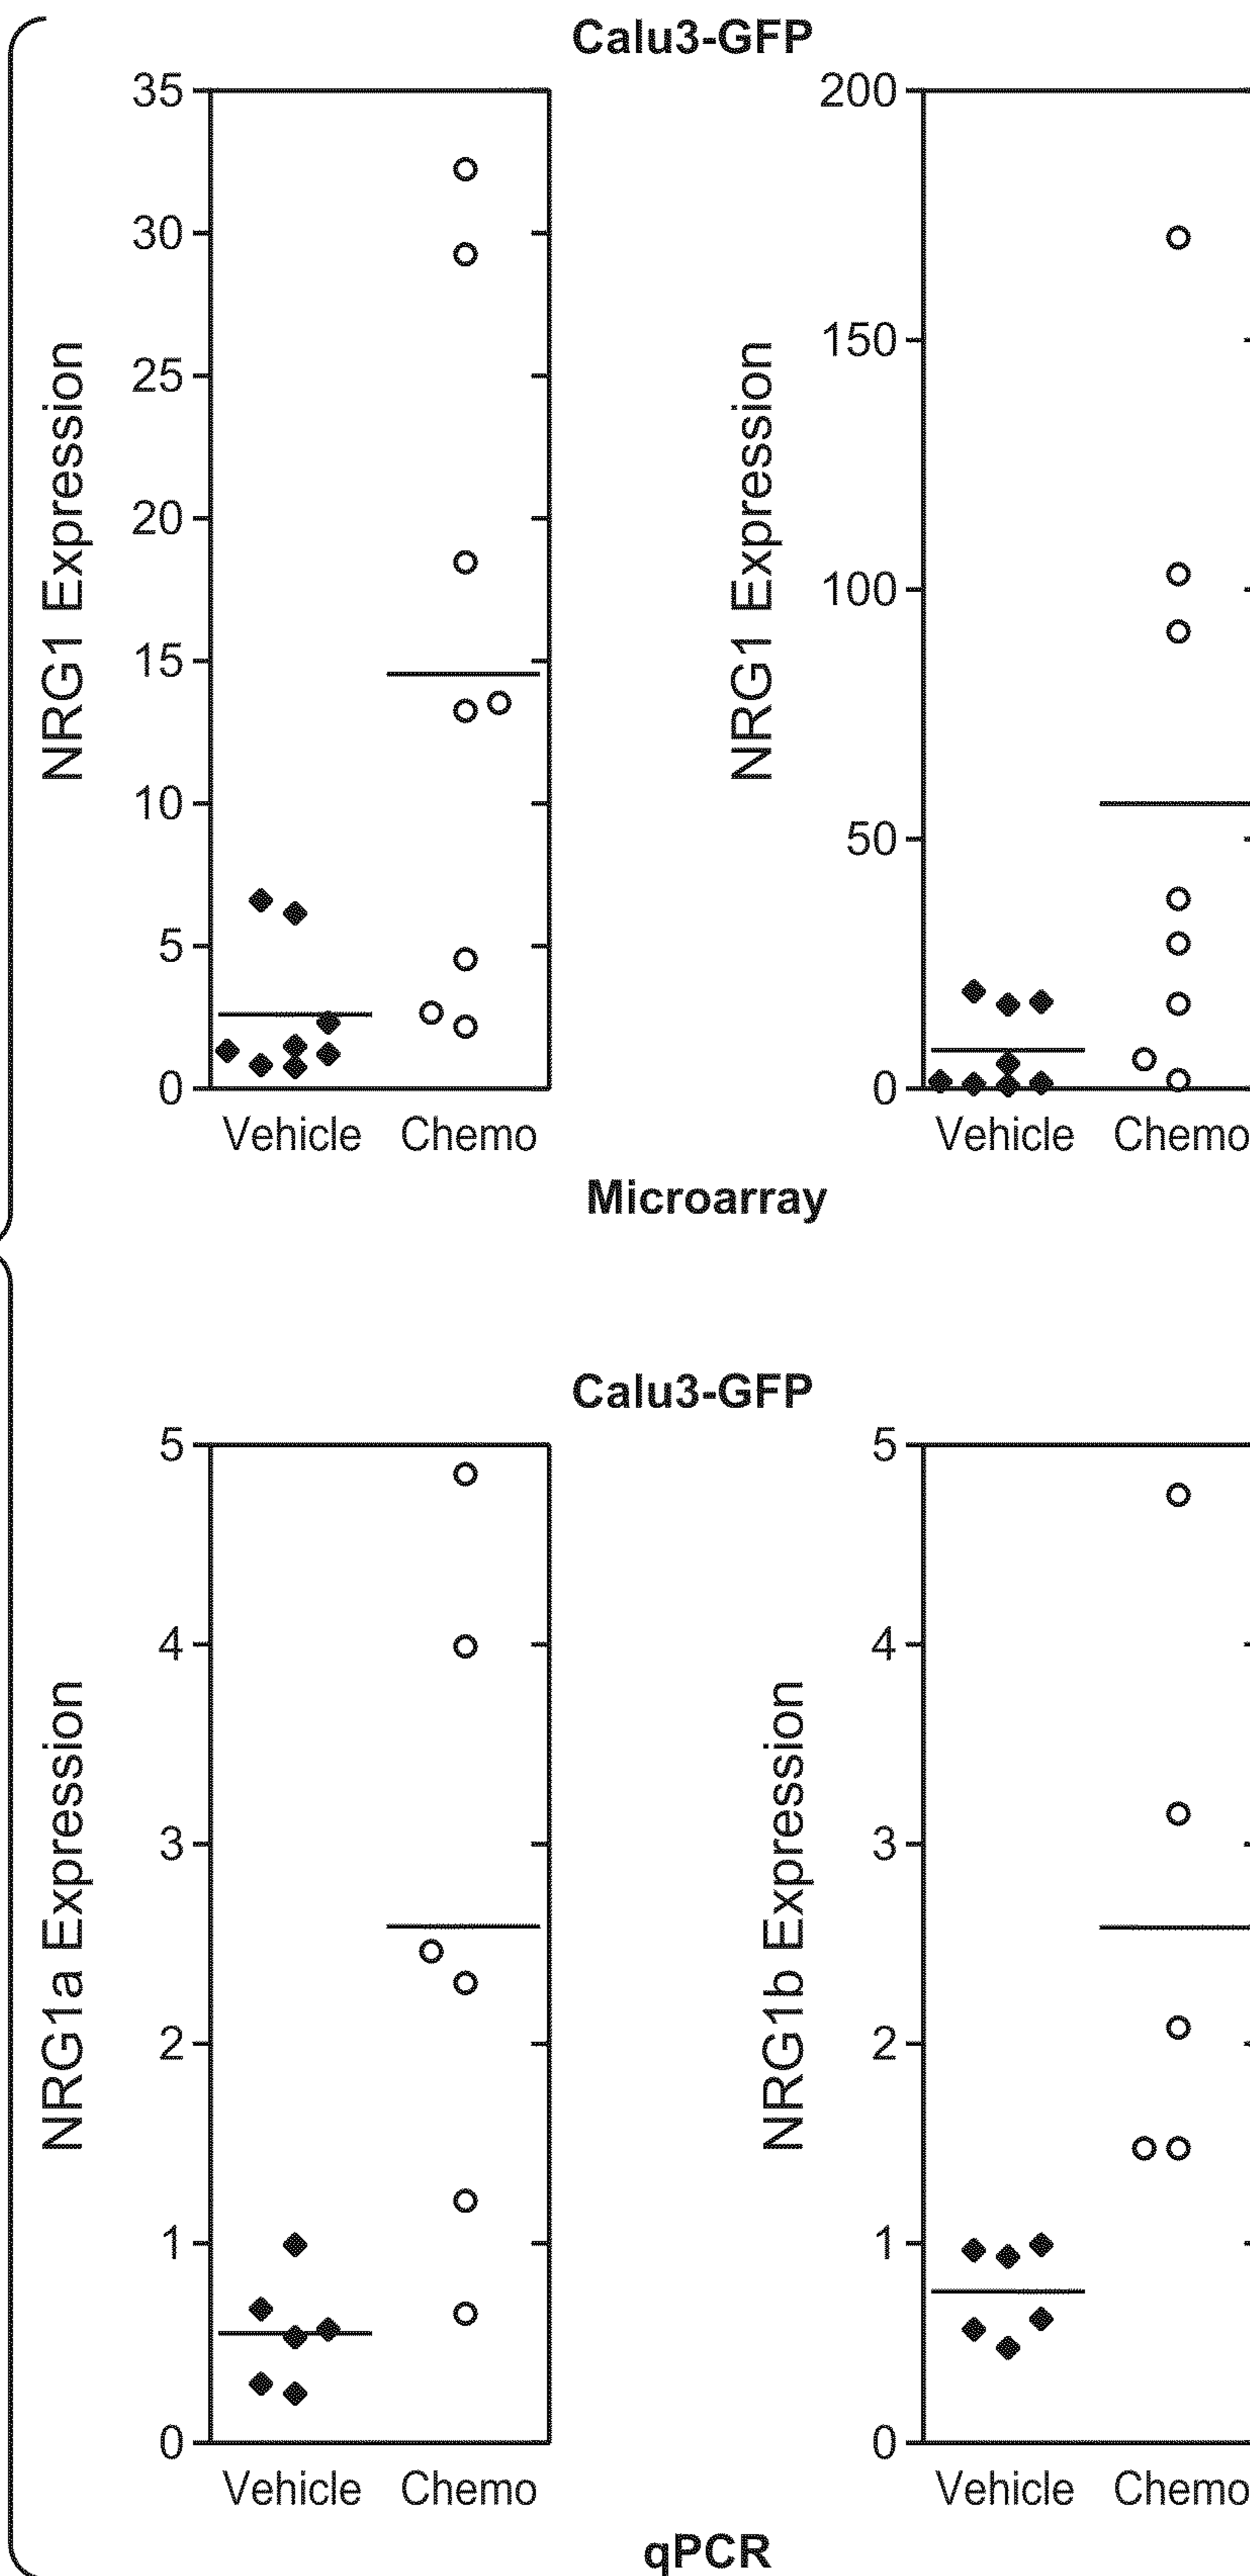 Calu3-GFP
NRG1 Expression
35
30
25
20
15
10
5
0
Vehicle Chemo
NRG1 Expression
200
150
100
50
0
Vehicle Chemo
Microarray
Calu3-GFP
NRG1a Expression
5
4
3
2
1
0
Vehicle Chemo
NRG1b Expression
5
4
3
2
1
0
Vehicle Chemo
qPCR